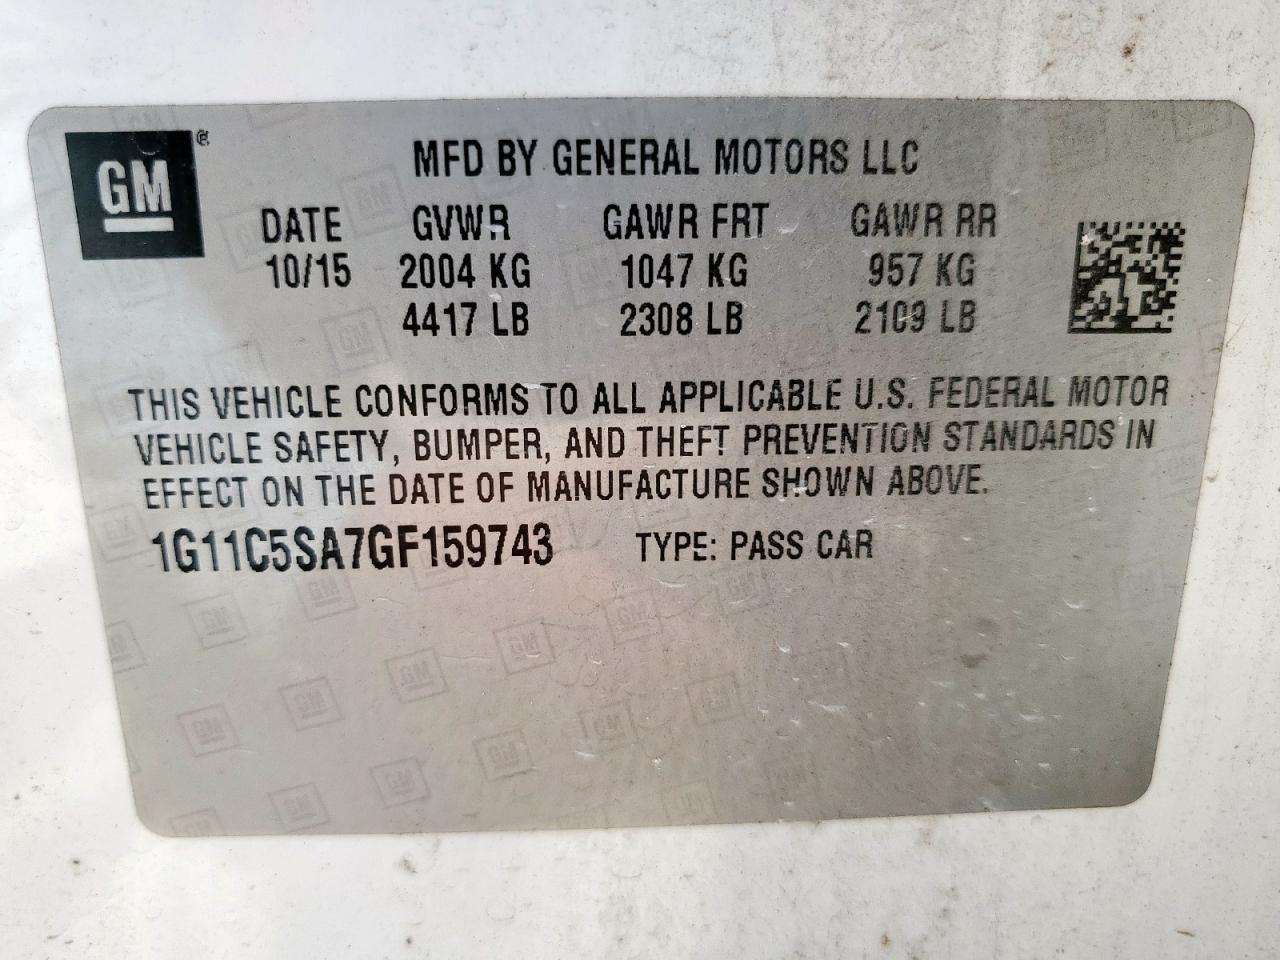 GM ®
MFD BY GENERAL MOTORS LLC
DATE GVWR GAWR FRT GAWR RR
10/15 2004 KG 1047 KG 957 KG
4417 LB 2308 LB 2109 LB
THIS VEHICLE CONFORMS TO ALL APPLICABLE U.S. FEDERAL MOTOR
VEHICLE SAFETY, BUMPER, AND THEFT PREVENTION STANDARDS IN
EFFECT ON THE DATE OF MANUFACTURE SHOWN ABOVE.
1G11C5SA7GF159743 TYPE: PASS CAR